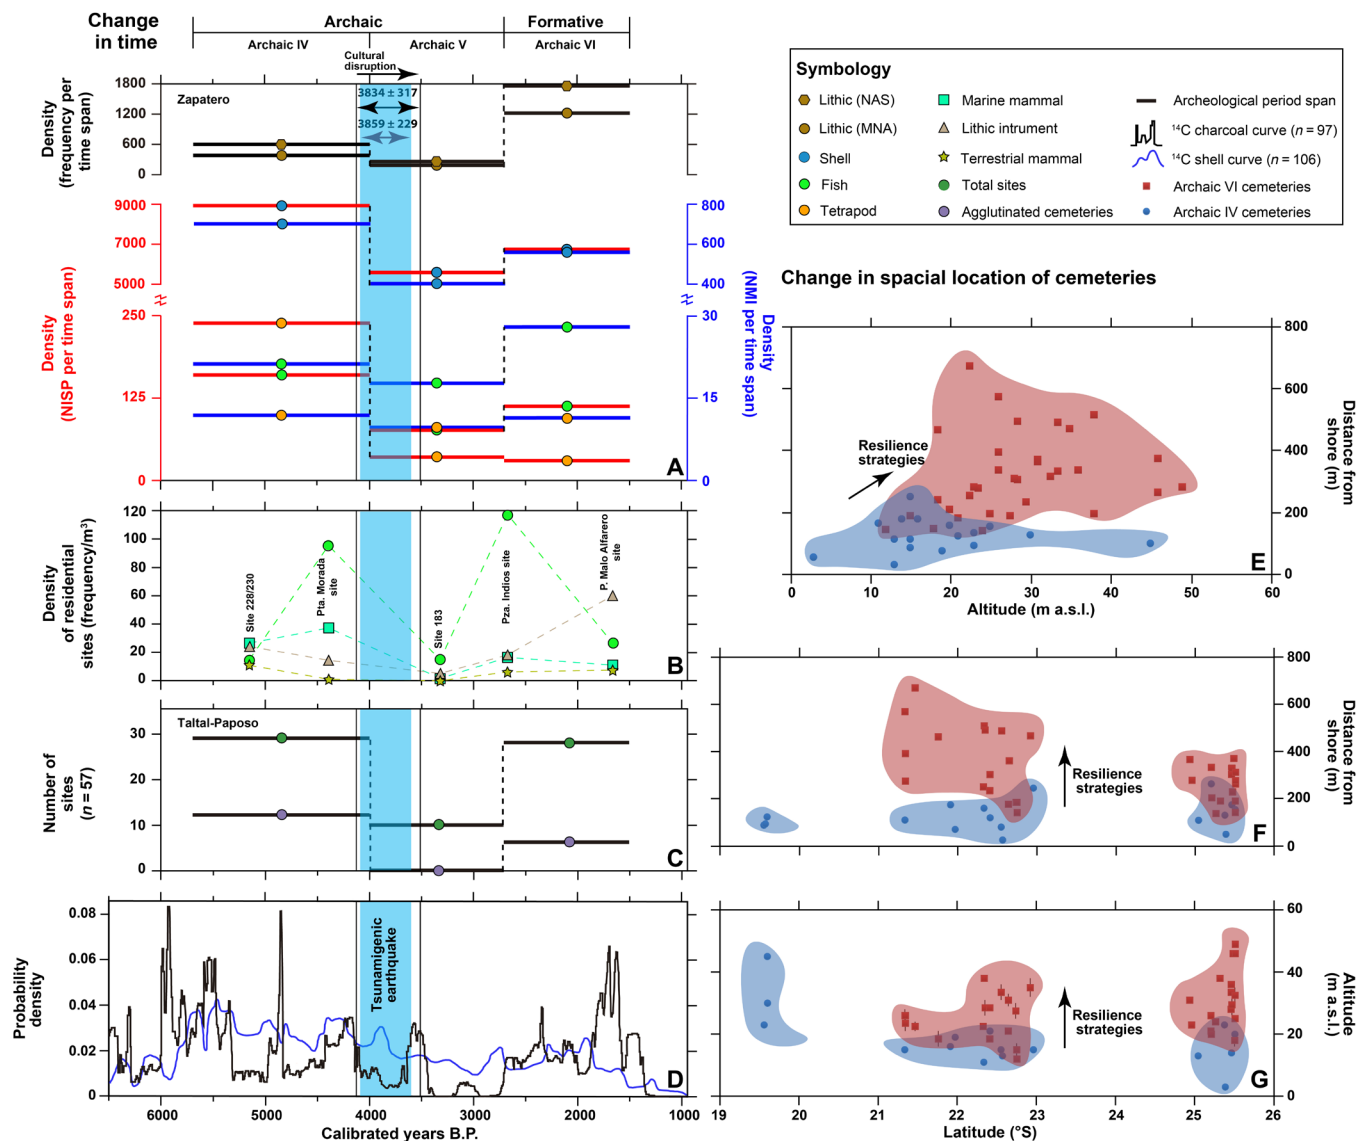 Change
in time
Archaic
Formative
Archaic IV
Archaic V
Archaic VI
Cultural
disruption
Density
(frequency per
time span)
1800
1200
600
0
Zapatero
3834 ± 317
3859 ± 229
Density
(NISP per time span)
9000
7000
5000
250
125
0
800
600
400
30
15
0
Density
(NMI per time span)
A
Density
of residential
sites (frequency/m³)
120
100
80
60
40
20
0
Site 228/230
Pta. Morada
site
Site 183
Pza. Indios site
P. Malo Alfarero
site
B
Number of
sites
(n = 57)
30
20
10
0
Taltal-Paposo
C
Probability
density
0.08
0.06
0.04
0.02
0
Tsunamigenic
earthquake
D
6000
5000
4000
3000
2000
1000
Calibrated years B.P.
Symbology
Lithic (NAS)
Lithic (MNA)
Shell
Fish
Tetrapod
Marine mammal
Lithic intrument
Terrestrial mammal
Total sites
Agglutinated cemeteries
Archeological period span
¹⁴C charcoal curve (n = 97)
¹⁴C shell curve (n = 106)
Archaic VI cemeteries
Archaic IV cemeteries
Change in spacial location of cemeteries
800
600
400
200
0
Distance from
shore (m)
Resilience
strategies
E
0
10
20
30
40
50
60
Altitude (m a.s.l.)
800
600
400
200
0
Distance from
shore (m)
Resilience
strategies
F
60
40
20
0
Altitude
(m a.s.l.)
Resilience
strategies
G
19
20
21
22
23
24
25
26
Latitude (°S)